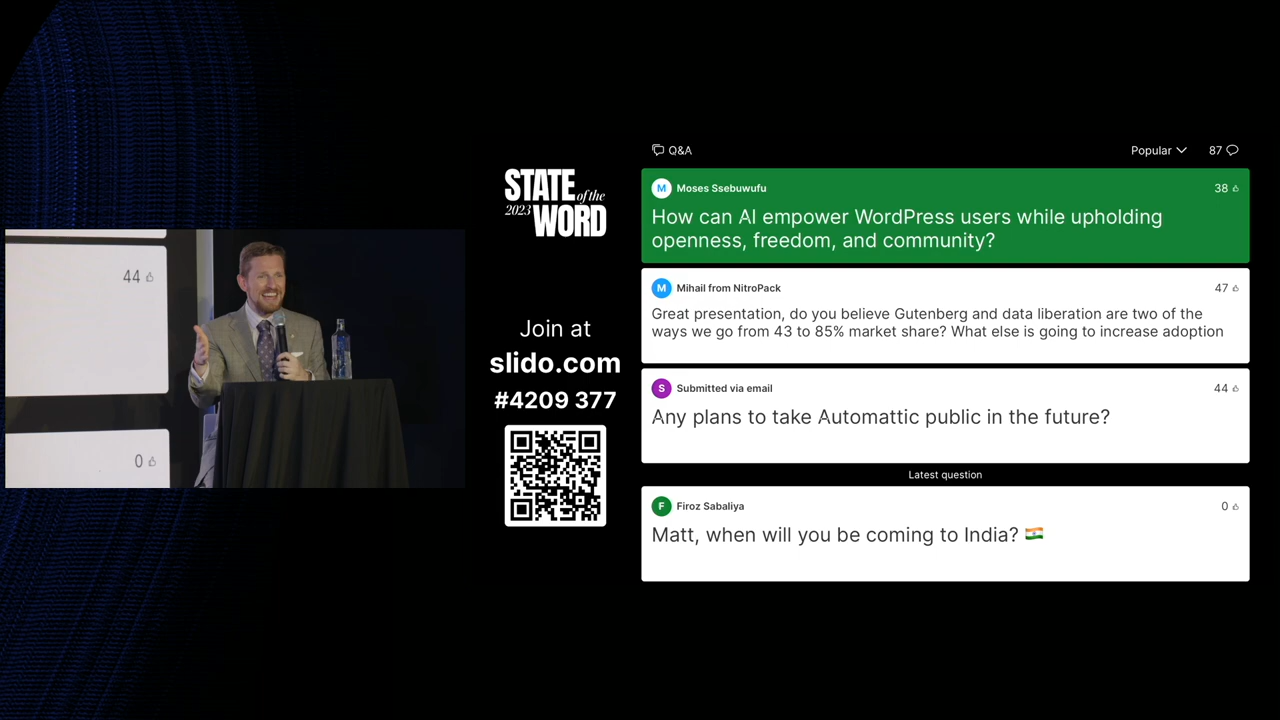 44
0
STATE of the
2023 WORD
Join at
slido.com
#4209 377
Q&A
Popular
87
M
Moses Ssebuwufu
38
How can AI empower WordPress users while upholding
openness, freedom, and community?
M
Mihail from NitroPack
47
Great presentation, do you believe Gutenberg and data liberation are two of the
ways we go from 43 to 85% market share? What else is going to increase adoption
S
Submitted via email
44
Any plans to take Automattic public in the future?
Latest question
F
Firoz Sabaliya
0
Matt, when will you be coming to India? 🇮🇳